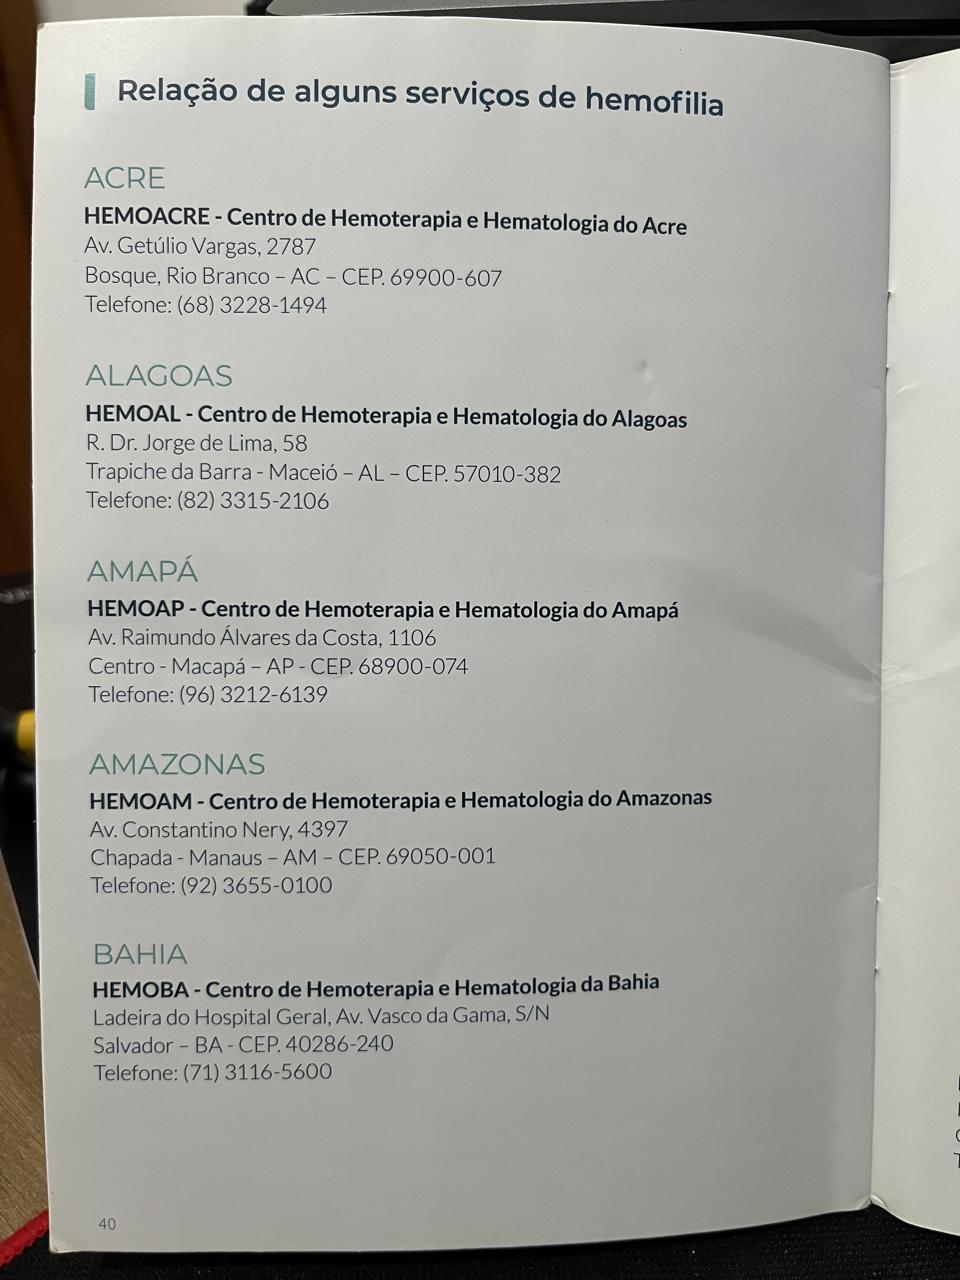 Relação de alguns serviços de hemofilia
ACRE
HEMOACRE - Centro de Hemoterapia e Hematologia do Acre
Av. Getúlio Vargas, 2787
Bosque, Rio Branco – AC – CEP. 69900-607
Telefone: (68) 3228-1494
ALAGOAS
HEMOAL - Centro de Hemoterapia e Hematologia do Alagoas
R. Dr. Jorge de Lima, 58
Trapiche da Barra - Maceió – AL – CEP. 57010-382
Telefone: (82) 3315-2106
AMAPÁ
HEMOAP - Centro de Hemoterapia e Hematologia do Amapá
Av. Raimundo Álvares da Costa, 1106
Centro - Macapá – AP - CEP. 68900-074
Telefone: (96) 3212-6139
AMAZONAS
HEMOAM - Centro de Hemoterapia e Hematologia do Amazonas
Av. Constantino Nery, 4397
Chapada - Manaus – AM – CEP. 69050-001
Telefone: (92) 3655-0100
BAHIA
HEMOBA - Centro de Hemoterapia e Hematologia da Bahia
Ladeira do Hospital Geral, Av. Vasco da Gama, S/N
Salvador – BA - CEP. 40286-240
Telefone: (71) 3116-5600
40